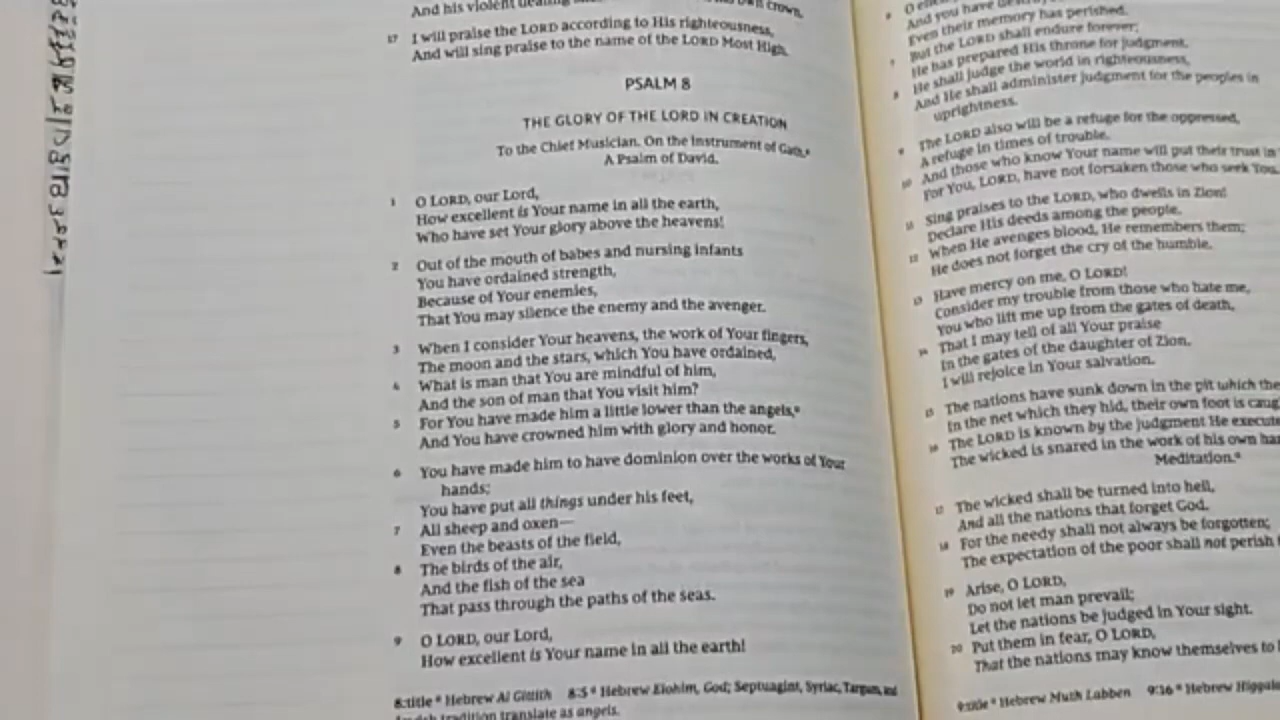 And his violent dealing
crown.
17 I will praise the LORD according to His righteousness,
And will sing praise to the name of the LORD Most High.
PSALM 8
THE GLORY OF THE LORD IN CREATION
To the Chief Musician. On the instrument of Gath.*
A Psalm of David.
1 O LORD, our Lord,
How excellent is Your name in all the earth,
Who have set Your glory above the heavens!
2 Out of the mouth of babes and nursing infants
You have ordained strength,
Because of Your enemies,
That You may silence the enemy and the avenger.
3 When I consider Your heavens, the work of Your fingers,
The moon and the stars, which You have ordained,
4 What is man that You are mindful of him,
And the son of man that You visit him?
5 For You have made him a little lower than the angels,*
And You have crowned him with glory and honor.
6 You have made him to have dominion over the works of Your
hands;
You have put all things under his feet,
7 All sheep and oxen—
Even the beasts of the field,
8 The birds of the air,
And the fish of the sea
That pass through the paths of the seas.
9 O LORD, our Lord,
How excellent is Your name in all the earth!
8:title * Hebrew Al Gittith 8:5 * Hebrew Elohim, God; Septuagint, Syriac, Targum, and
Jewish tradition translate as angels.
And you have
Even their memory has perished.
7 But the LORD shall endure forever;
He has prepared His throne for judgment.
8 He shall judge the world in righteousness,
And He shall administer judgment for the peoples in
uprightness.
9 The LORD also will be a refuge for the oppressed,
A refuge in times of trouble.
10 And those who know Your name will put their trust in
For You, LORD, have not forsaken those who seek You.
11 Sing praises to the LORD, who dwells in Zion!
Declare His deeds among the people.
12 When He avenges blood, He remembers them;
He does not forget the cry of the humble.
13 Have mercy on me, O LORD!
Consider my trouble from those who hate me,
You who lift me up from the gates of death,
14 That I may tell of all Your praise
In the gates of the daughter of Zion.
I will rejoice in Your salvation.
15 The nations have sunk down in the pit which the
In the net which they hid, their own foot is caug
16 The LORD is known by the judgment He execute
The wicked is snared in the work of his own han
Meditation.*
17 The wicked shall be turned into hell,
And all the nations that forget God.
18 For the needy shall not always be forgotten;
The expectation of the poor shall not perish
19 Arise, O LORD,
Do not let man prevail;
Let the nations be judged in Your sight.
20 Put them in fear, O LORD,
That the nations may know themselves to
9:title * Hebrew Muth Labben 9:16 * Hebrew Higgaion